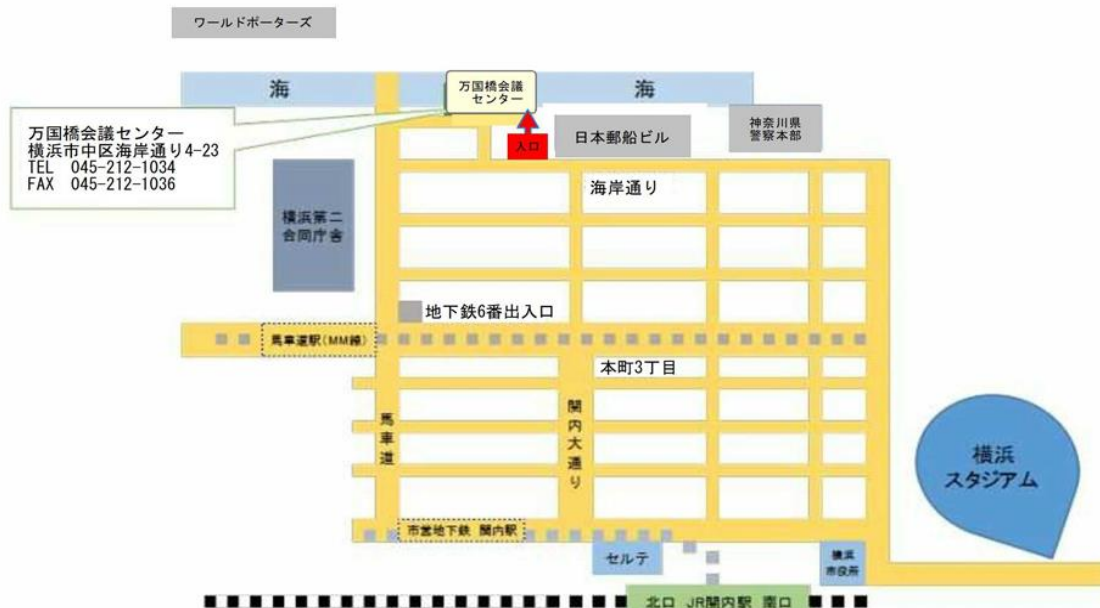 ワールドポーターズ
海
万国橋会議
センター
海
万国橋会議センター
横浜市中区海岸通り4-23
TEL 045-212-1034
FAX 045-212-1036
入口
日本郵船ビル
神奈川県
警察本部
海岸通り
横浜第二
合同庁舎
地下鉄6番出入口
馬車道駅(MM線)
本町3丁目
馬車道
関内大通り
横浜
スタジアム
市営地下鉄 関内駅
セルテ
横浜
市役所
北口 JR関内駅 南口